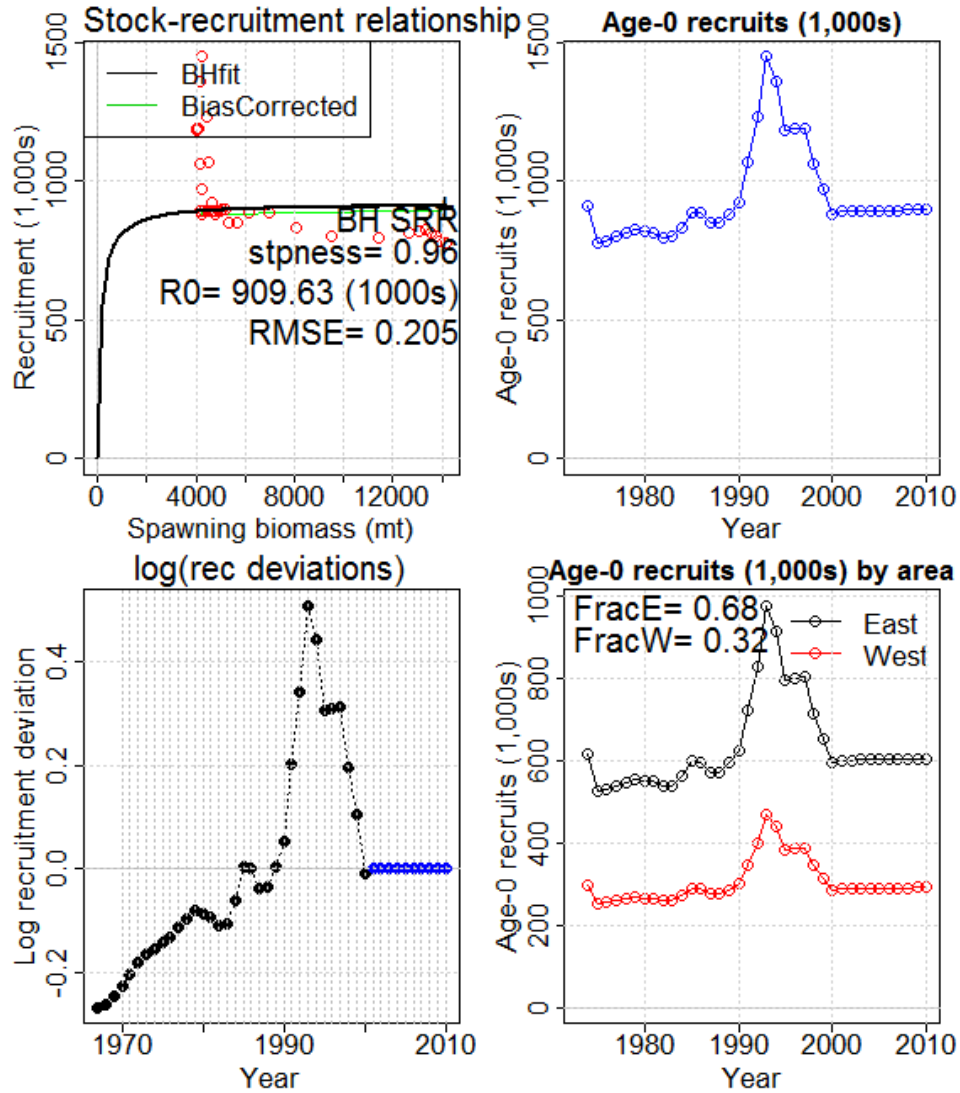 Stock-recruitment relationship
BHfit
BiasCorrected
BH SRR
stpness= 0.96
R0= 909.63 (1000s)
RMSE= 0.205
Recruitment (1,000s)
0
500
1000
1500
0
4000
8000
12000
Spawning biomass (mt)
Age-0 recruits (1,000s)
Age-0 recruits (1,000s)
0
500
1000
1500
1980
1990
2000
2010
Year
log(rec deviations)
Log recruitment deviation
-0.2
0.0
0.2
0.4
1970
1990
2010
Year
Age-0 recruits (1,000s) by area
FracE= 0.68
FracW= 0.32
East
West
Age-0 recruits (1,000s)
0
200
400
600
800
1000
1980
1990
2000
2010
Year